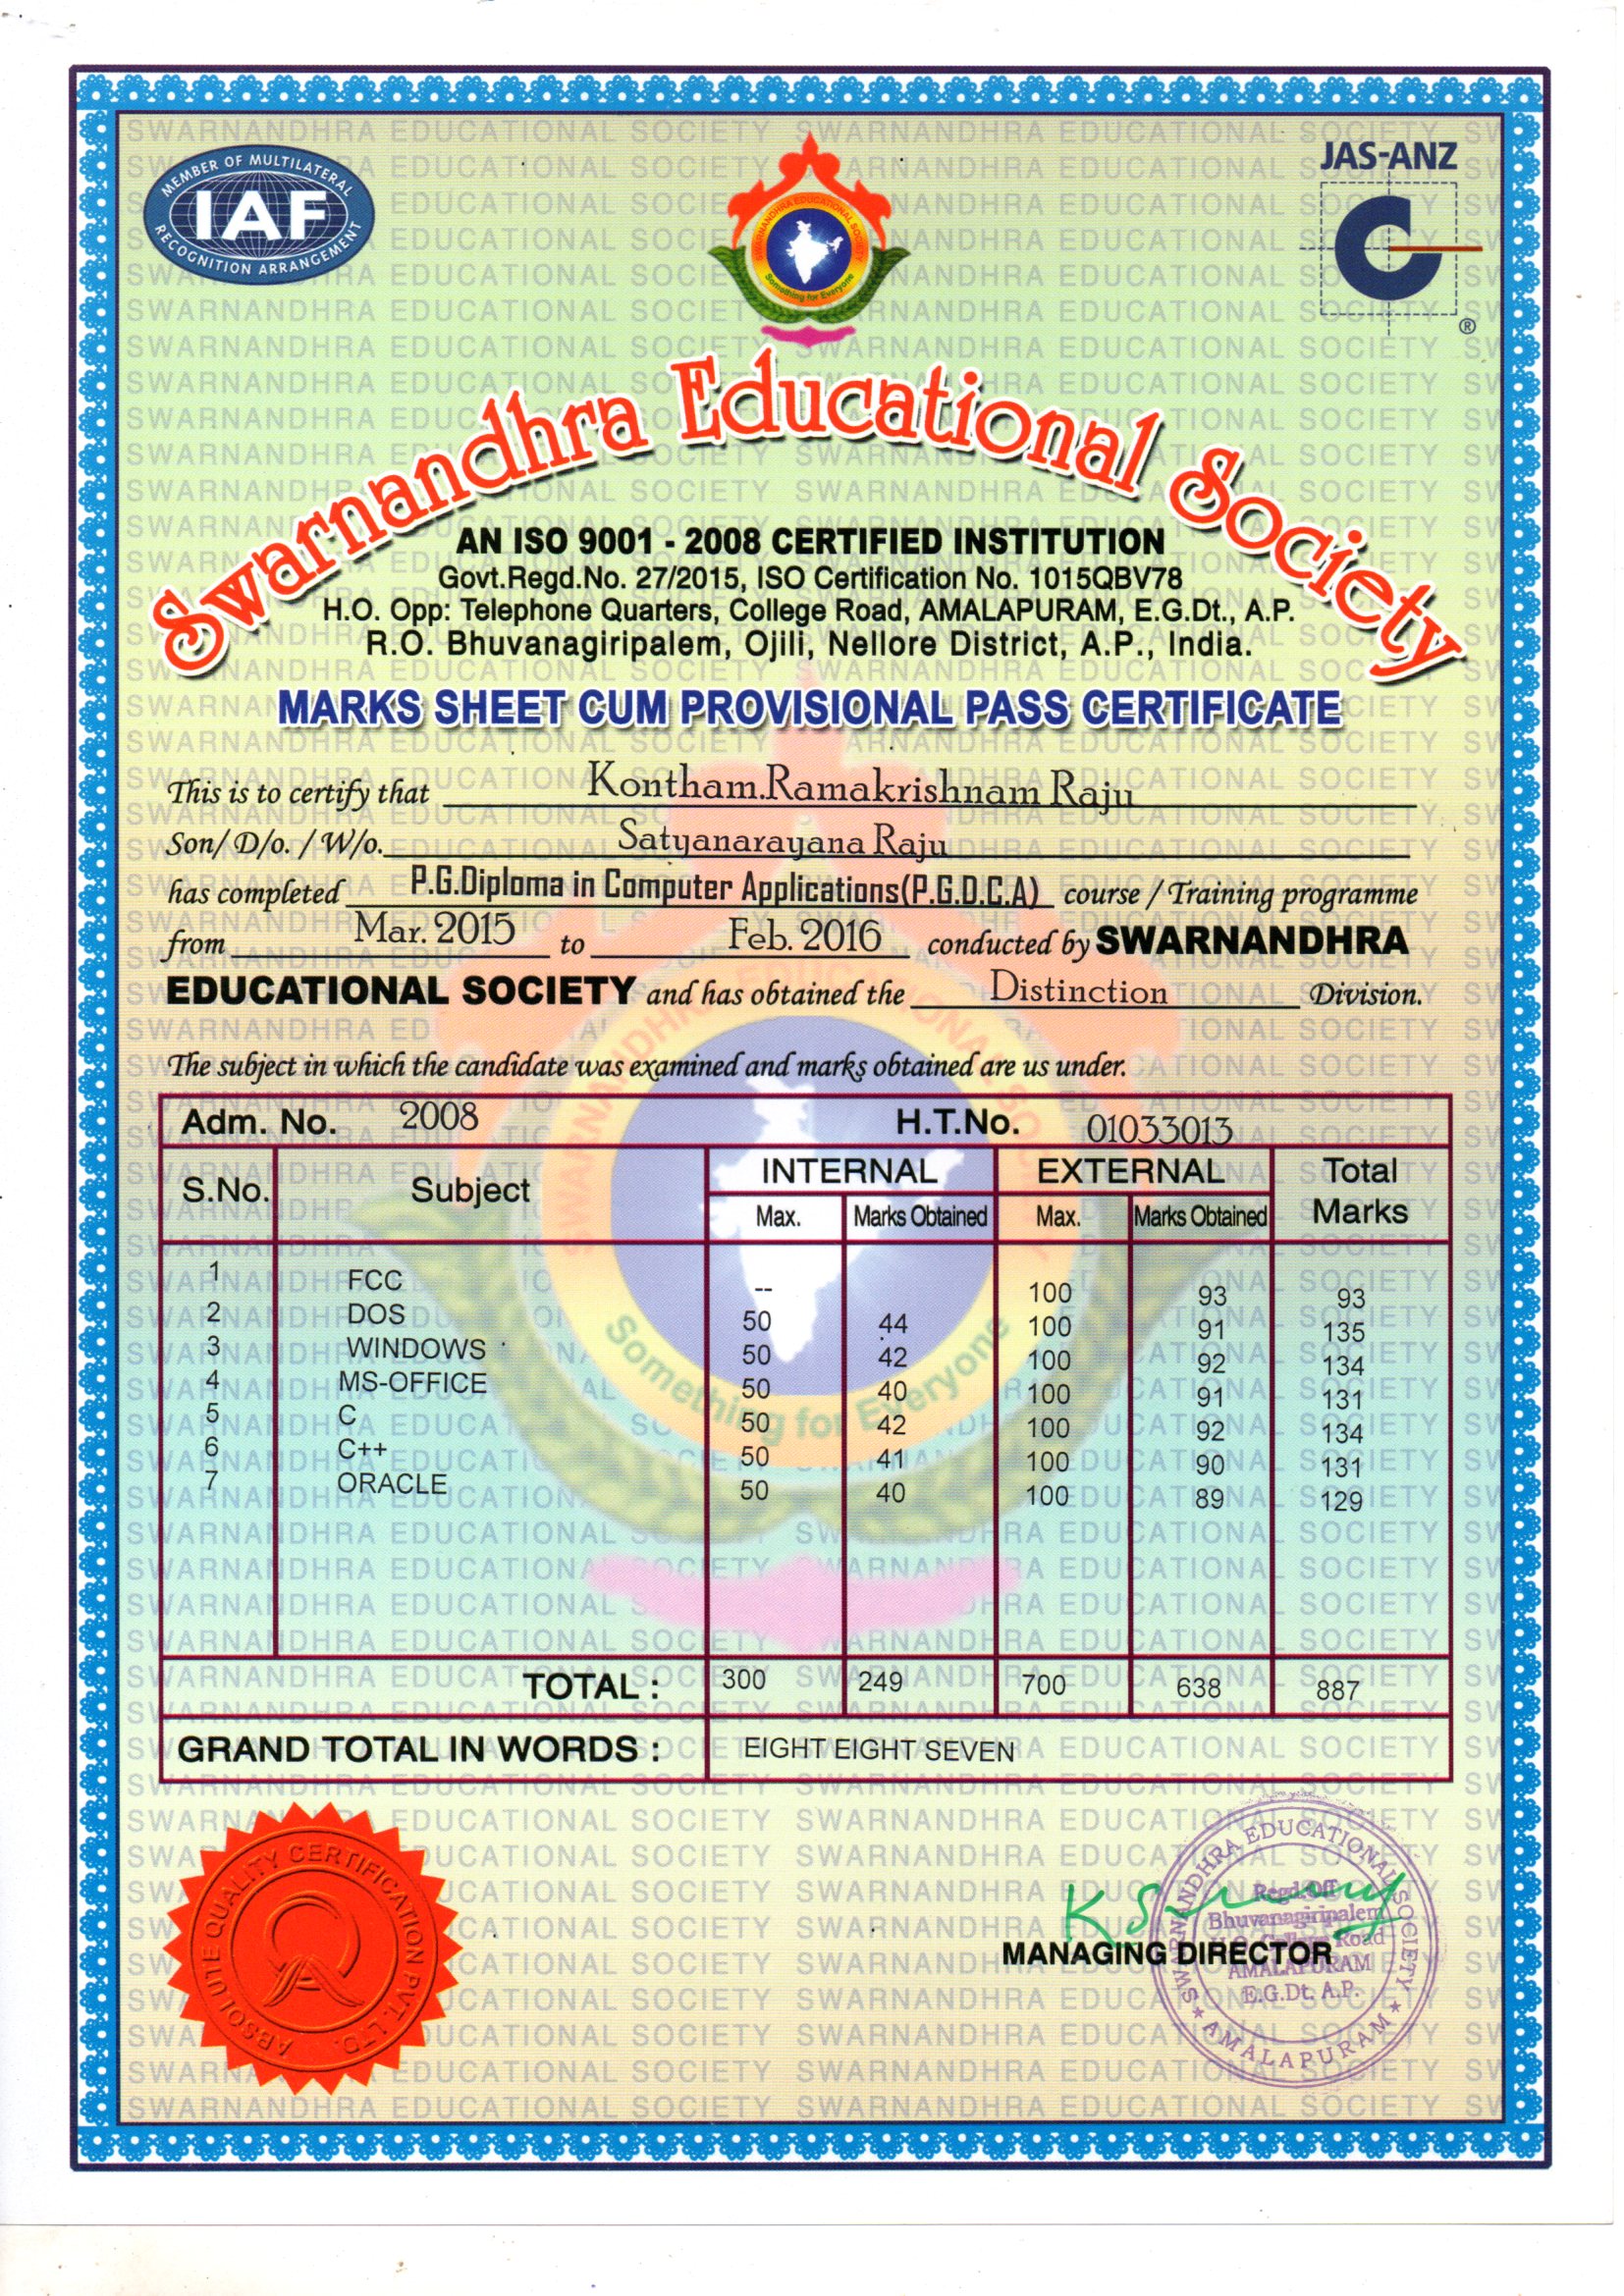 MEMBER OF MULTILATERAL
IAF
RECOGNITION ARRANGEMENT
SWARNANDHRA EDUCATIONAL SOCIETY
Something for Everyone
JAS-ANZ
®
Swarnandhra Educational Society
AN ISO 9001 - 2008 CERTIFIED INSTITUTION
Govt.Regd.No. 27/2015, ISO Certification No. 1015QBV78
H.O. Opp: Telephone Quarters, College Road, AMALAPURAM, E.G.Dt., A.P.
R.O. Bhuvanagiripalem, Ojili, Nellore District, A.P., India.
MARKS SHEET CUM PROVISIONAL PASS CERTIFICATE
This is to certify that Kontham.Ramakrishnam Raju
Son/ D/o. / W/o. Satyanarayana Raju
has completed P.G.Diploma in Computer Applications(P.G.D.C.A) course / Training programme
from Mar. 2015 to Feb. 2016 conducted by SWARNANDHRA
EDUCATIONAL SOCIETY and has obtained the Distinction Division.
The subject in which the candidate was examined and marks obtained are us under.
Adm. No. 2008 H.T.No. 01033013
S.No. Subject INTERNAL EXTERNAL Total Marks
Max. Marks Obtained Max. Marks Obtained
1 FCC -- 100 93 93
2 DOS 50 44 100 91 135
3 WINDOWS 50 42 100 92 134
4 MS-OFFICE 50 40 100 91 131
5 C 50 42 100 92 134
6 C++ 50 41 100 90 131
7 ORACLE 50 40 100 89 129
TOTAL : 300 249 700 638 887
GRAND TOTAL IN WORDS : EIGHT EIGHT SEVEN
ABSOLUTE QUALITY CERTIFICATION PVT. LTD.
MANAGING DIRECTOR
SWARNANDHRA EDUCATIONAL SOCIETY
Regd.Off
Bhuvanagiripalem
H.O. College Road
AMALAPURAM
E.G.Dt. A.P.
★ AMALAPURAM ★